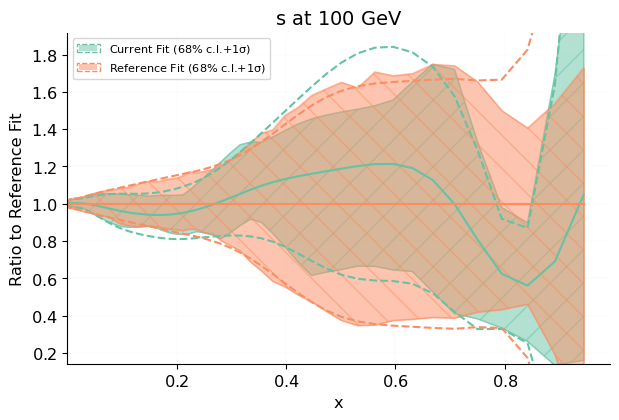 s at 100 GeV
Current Fit (68% c.l.+1σ)
Reference Fit (68% c.l.+1σ)
Ratio to Reference Fit
1.8
1.6
1.4
1.2
1.0
0.8
0.6
0.4
0.2
0.2 0.4 0.6 0.8
x